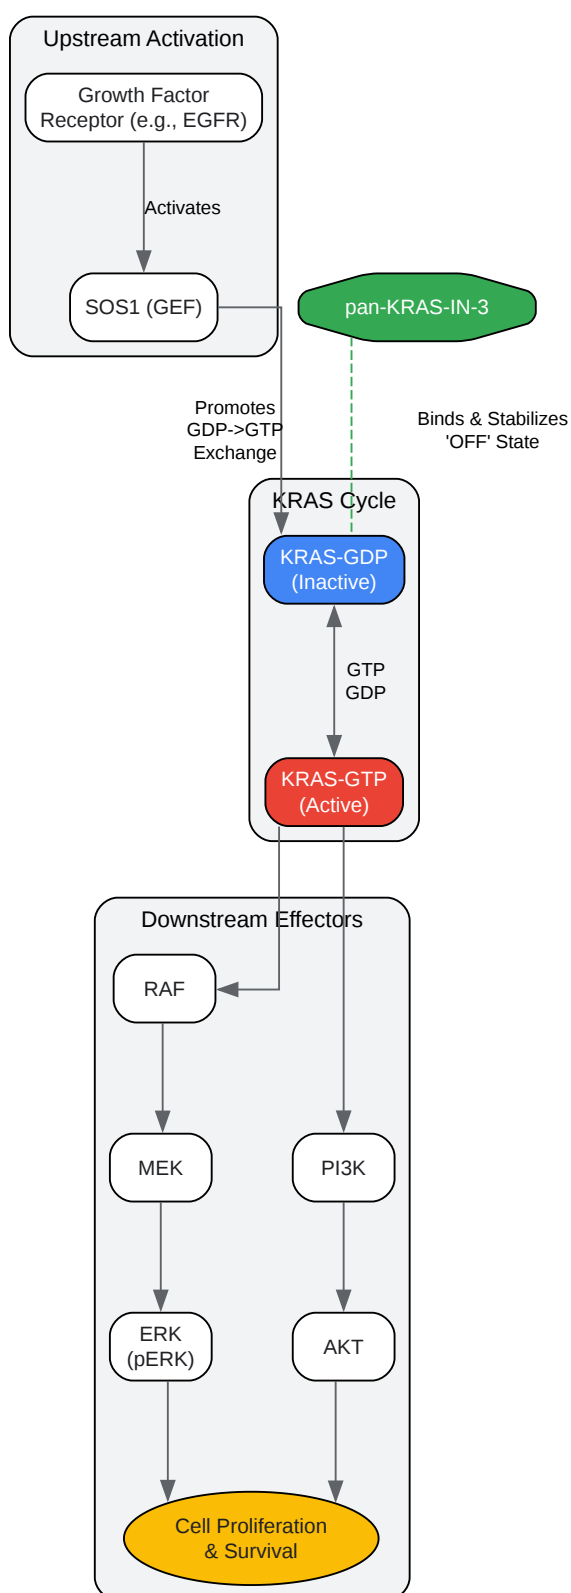 Upstream Activation
Growth Factor
Receptor (e.g., EGFR)
Activates
SOS1 (GEF)
pan-KRAS-IN-3
Promotes
GDP->GTP
Exchange
Binds & Stabilizes
'OFF' State
KRAS Cycle
KRAS-GDP
(Inactive)
GTP
GDP
KRAS-GTP
(Active)
Downstream Effectors
RAF
MEK
PI3K
ERK
(pERK)
AKT
Cell Proliferation
& Survival